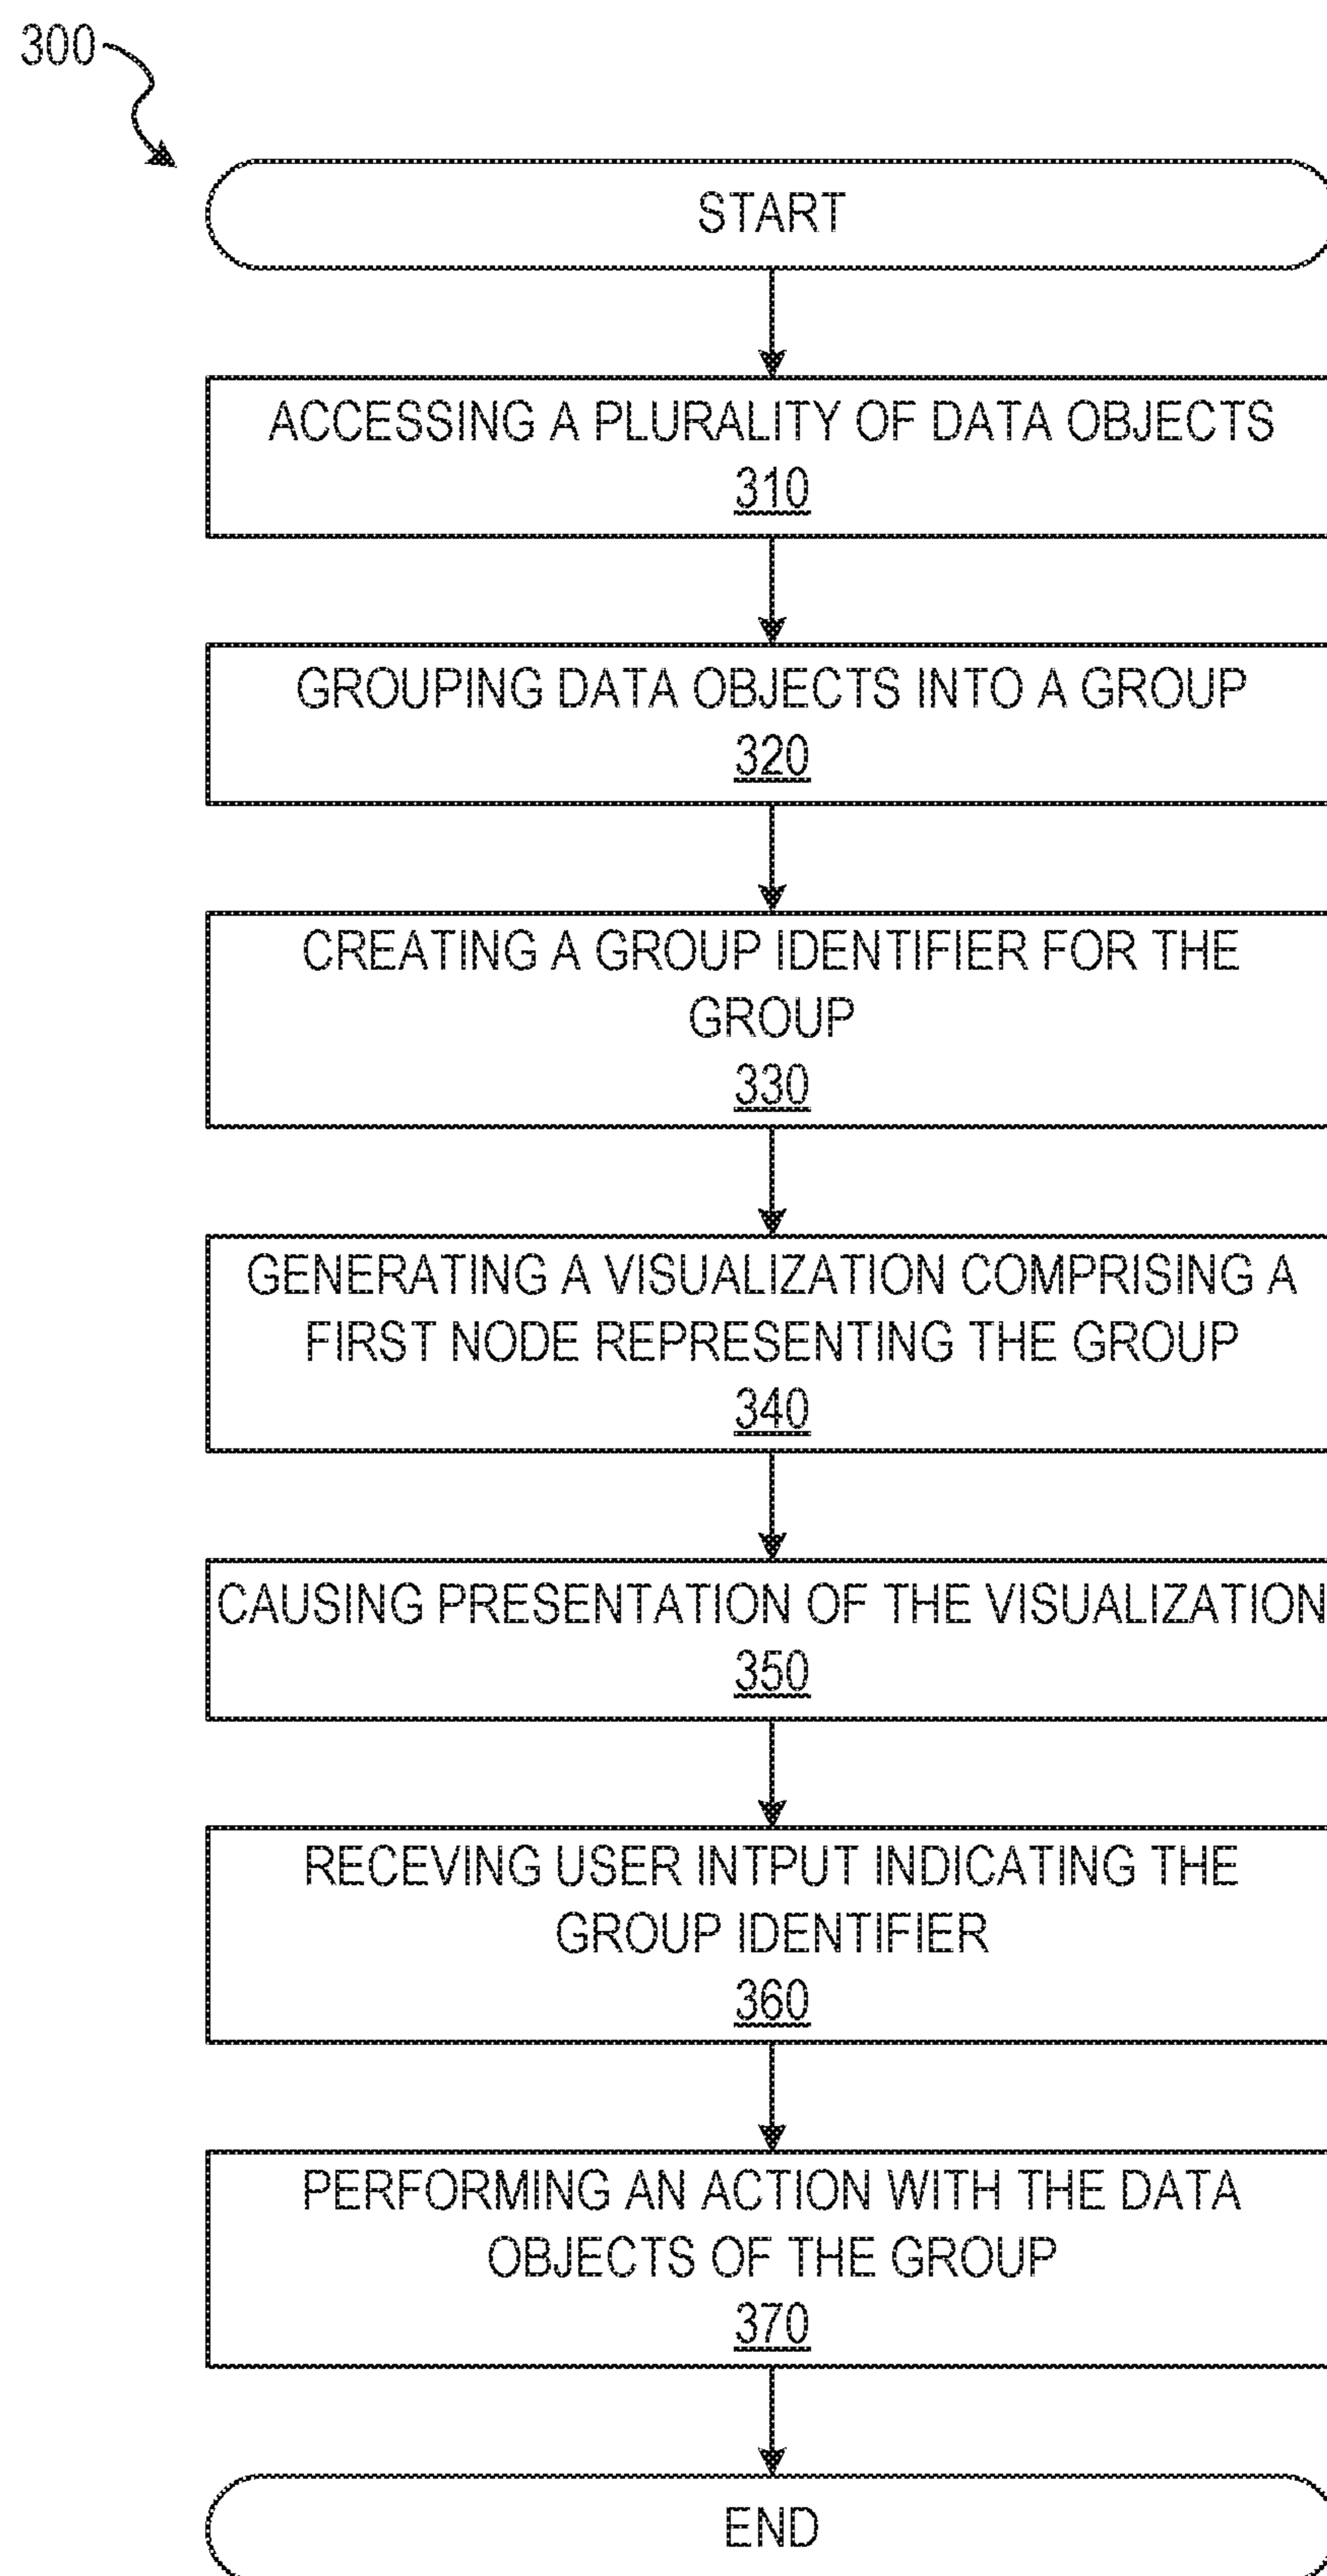 300
START
ACCESSING A PLURALITY OF DATA OBJECTS
310
GROUPING DATA OBJECTS INTO A GROUP
320
CREATING A GROUP IDENTIFIER FOR THE
GROUP
330
GENERATING A VISUALIZATION COMPRISING A
FIRST NODE REPRESENTING THE GROUP
340
CAUSING PRESENTATION OF THE VISUALIZATION
350
RECEVING USER INTPUT INDICATING THE
GROUP IDENTIFIER
360
PERFORMING AN ACTION WITH THE DATA
OBJECTS OF THE GROUP
370
END